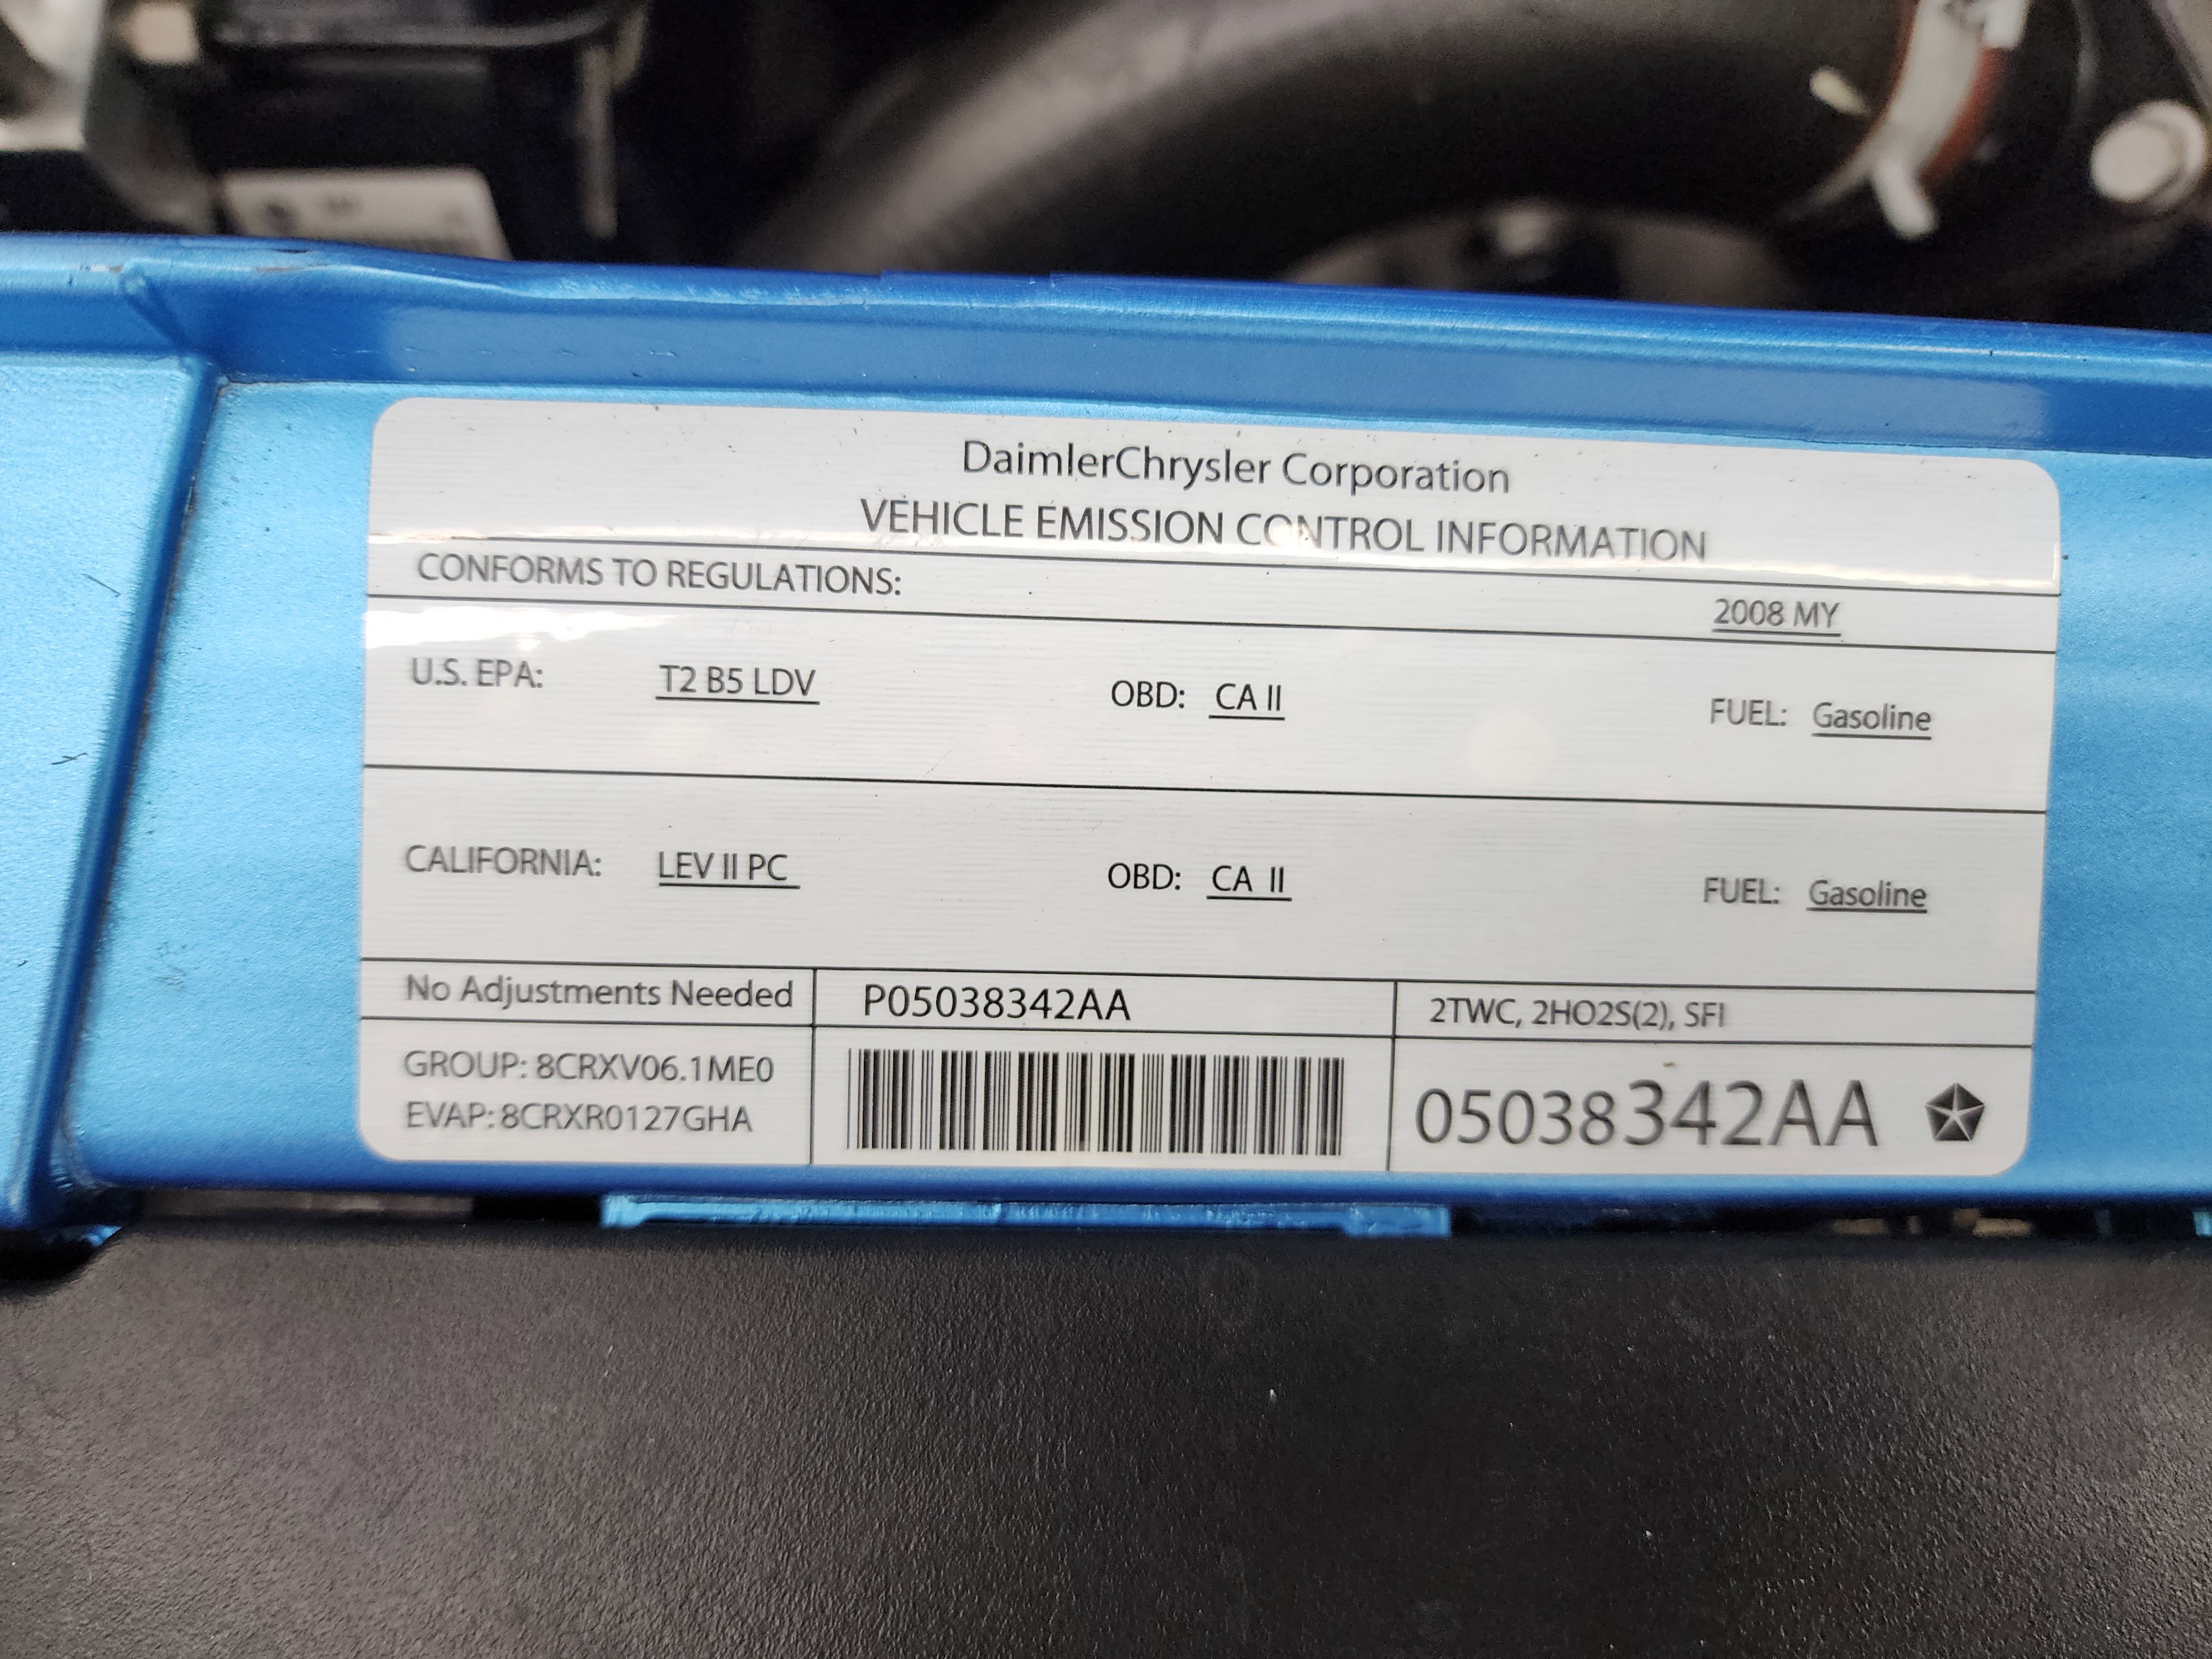 DaimlerChrysler Corporation
VEHICLE EMISSION CONTROL INFORMATION
CONFORMS TO REGULATIONS:
2008 MY
U.S. EPA: T2 B5 LDV OBD: CA II FUEL: Gasoline
CALIFORNIA: LEV II PC OBD: CA II FUEL: Gasoline
No Adjustments Needed P05038342AA 2TWC, 2HO2S(2), SFI
GROUP: 8CRXV06.1ME0
EVAP: 8CRXR0127GHA
05038342AA